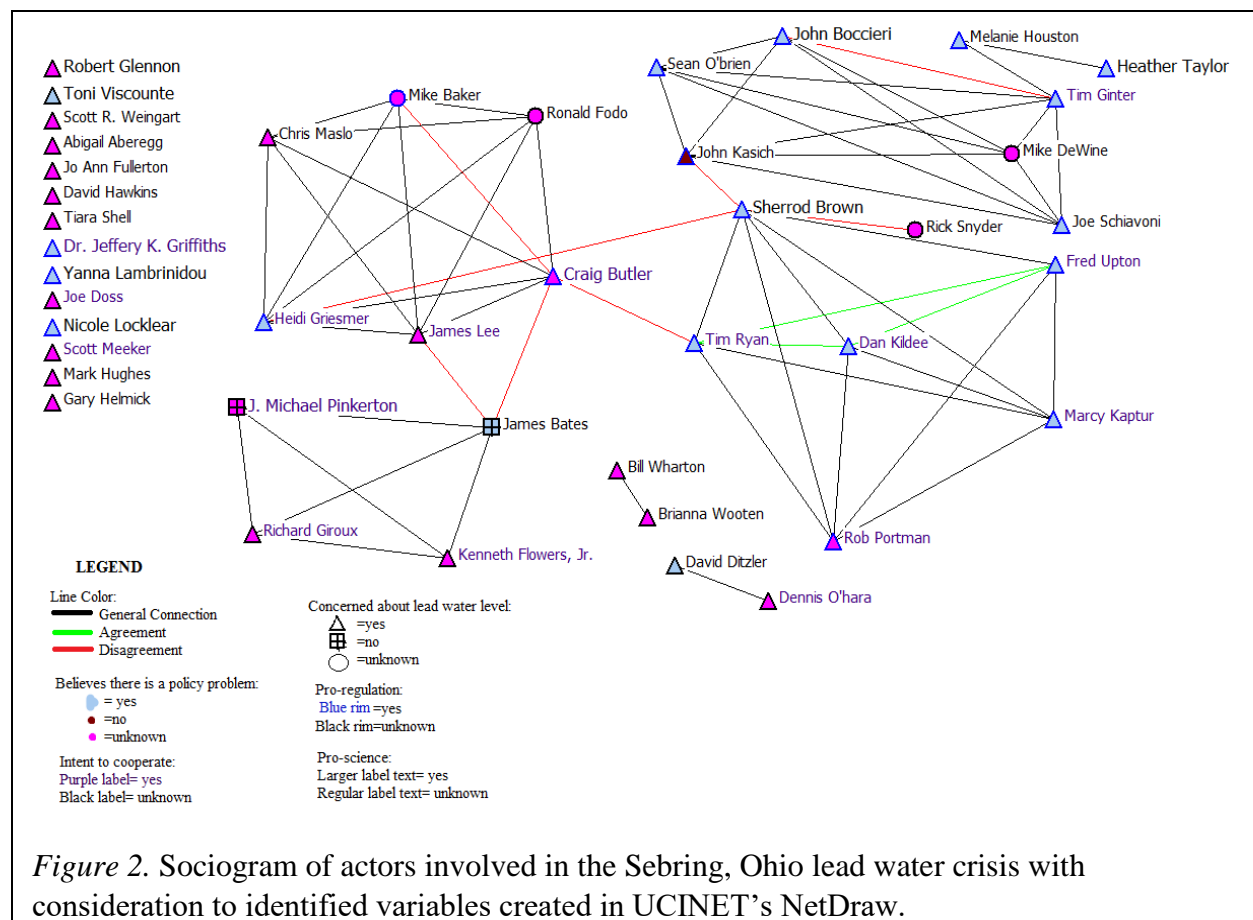 Robert Glennon
Toni Viscounte
Scott R. Weingart
Abigail Aberegg
Jo Ann Fullerton
David Hawkins
Tiara Shell
Dr. Jeffery K. Griffiths
Yanna Lambrinidou
Joe Doss
Nicole Locklear
Scott Meeker
Mark Hughes
Gary Helmick
Mike Baker
Ronald Fodo
Chris Maslo
Craig Butler
Heidi Griesmer
James Lee
J. Michael Pinkerton
James Bates
Richard Giroux
Kenneth Flowers, Jr.
John Boccieri
Melanie Houston
Sean O'brien
Heather Taylor
Tim Ginter
John Kasich
Mike DeWine
Sherrod Brown
Rick Snyder
Joe Schiavoni
Fred Upton
Tim Ryan
Dan Kildee
Marcy Kaptur
Rob Portman
Bill Wharton
Brianna Wooten
David Ditzler
Dennis O'hara
LEGEND
Line Color:
General Connection
Agreement
Disagreement
Believes there is a policy problem:
= yes
=no
=unknown
Intent to cooperate:
Purple label= yes
Black label= unknown
Concerned about lead water level:
=yes
=no
=unknown
Pro-regulation:
Blue rim =yes
Black rim=unknown
Pro-science:
Larger label text= yes
Regular label text= unknown
Figure 2. Sociogram of actors involved in the Sebring, Ohio lead water crisis with
consideration to identified variables created in UCINET’s NetDraw.